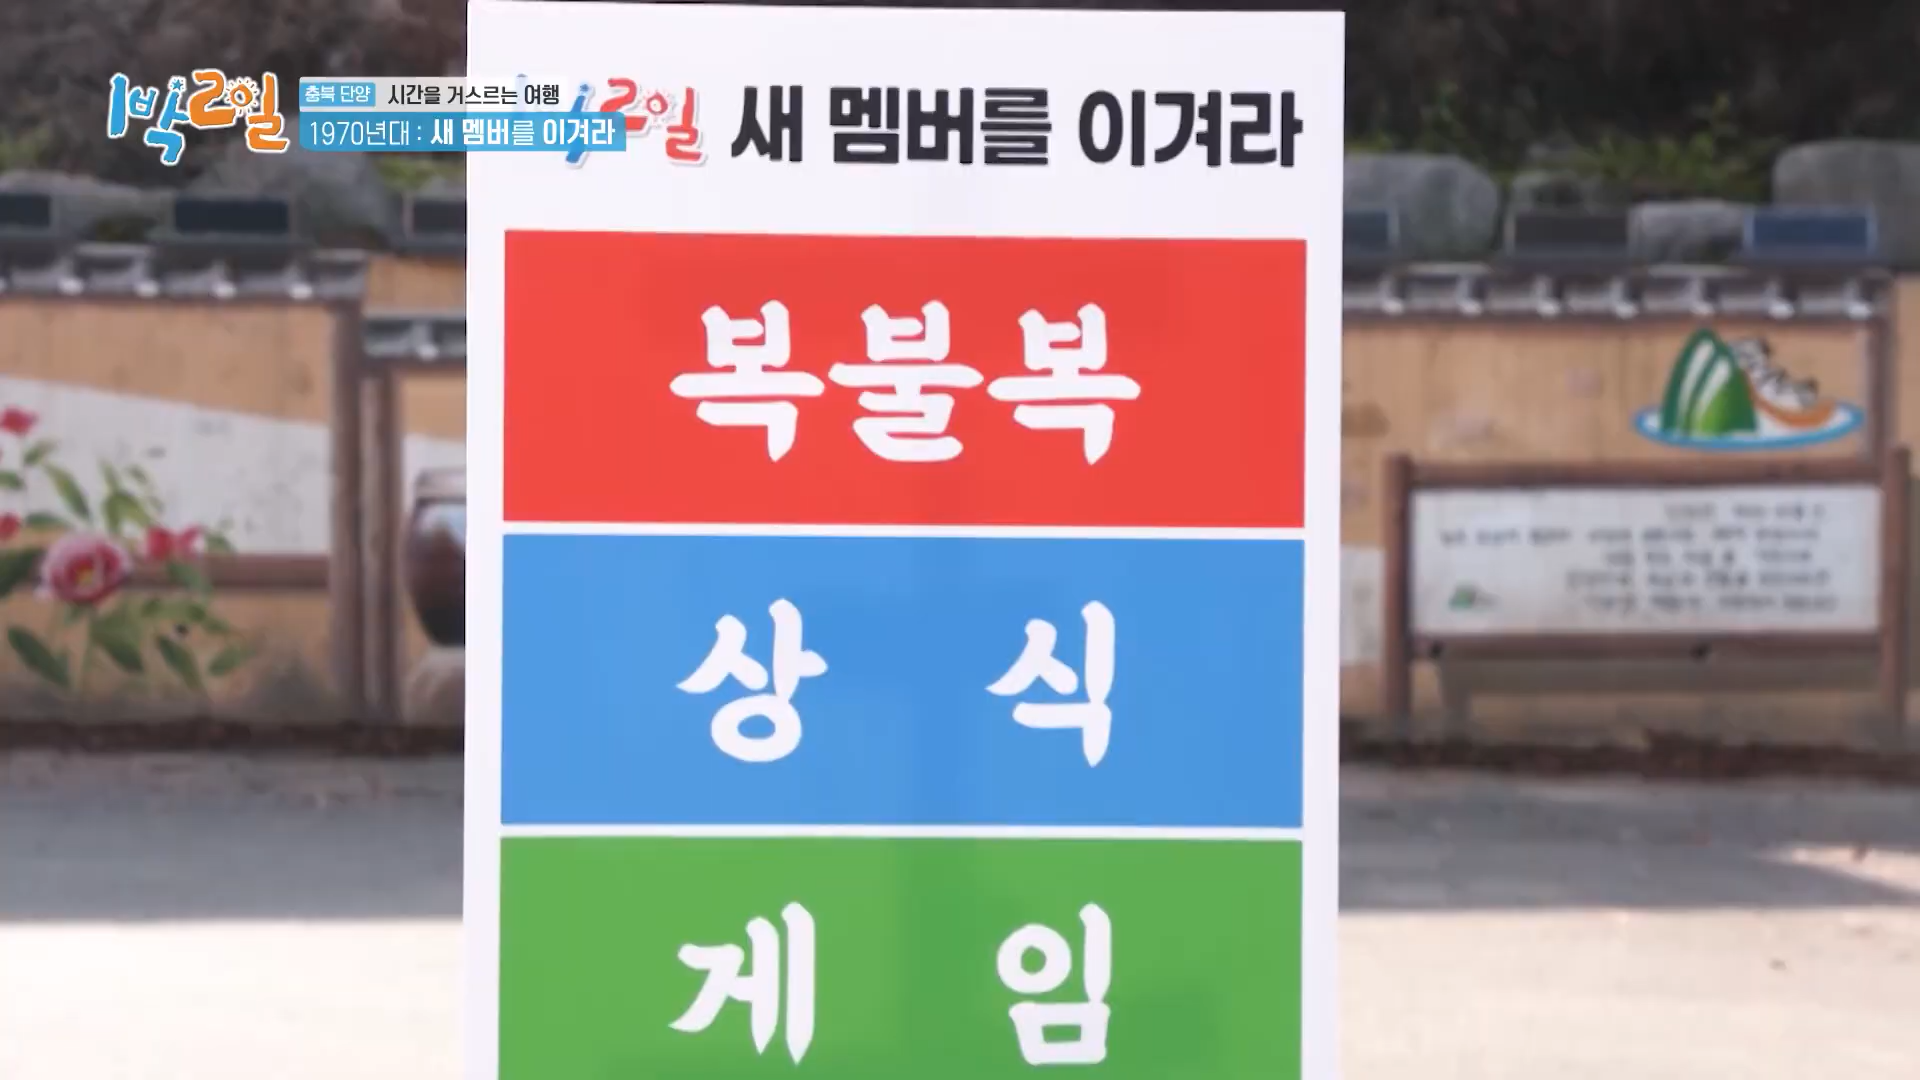 1박2일
충북 단양 시간을 거스르는 여행
1970년대 : 새 멤버를 이겨라
2일 새 멤버를 이겨라
복불복
상 식
게 임